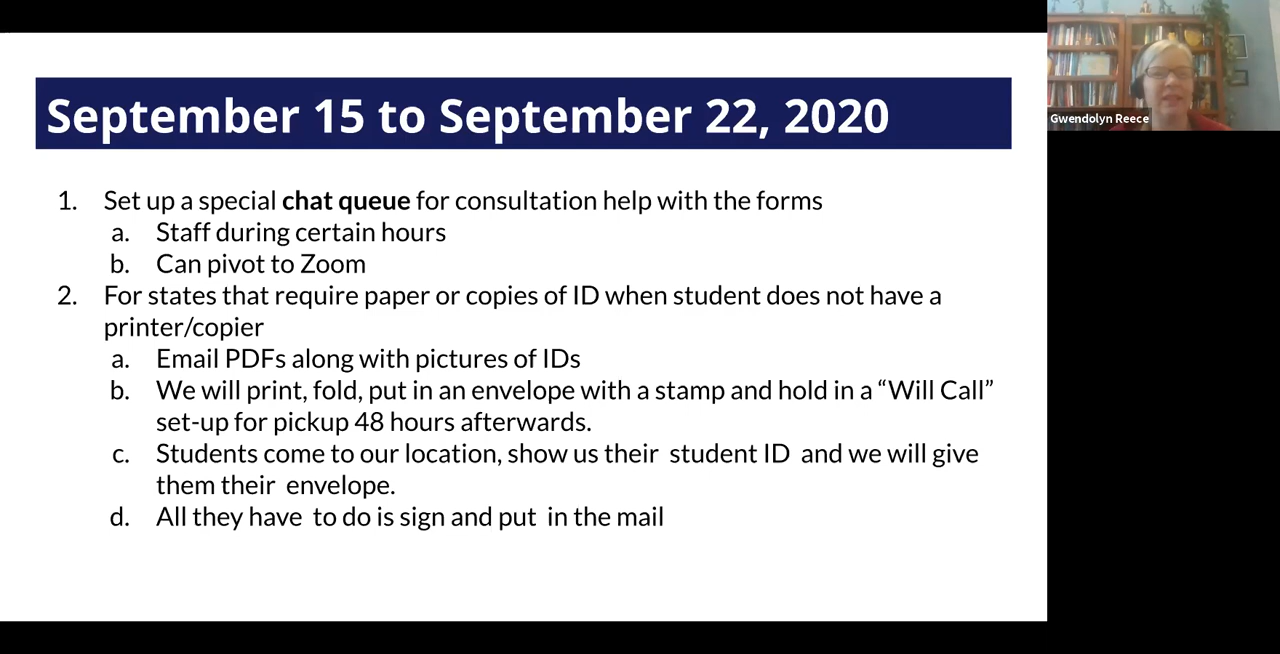 September 15 to September 22, 2020
Gwendolyn Reece
1. Set up a special chat queue for consultation help with the forms
a. Staff during certain hours
b. Can pivot to Zoom
2. For states that require paper or copies of ID when student does not have a
printer/copier
a. Email PDFs along with pictures of IDs
b. We will print, fold, put in an envelope with a stamp and hold in a “Will Call”
set-up for pickup 48 hours afterwards.
c. Students come to our location, show us their student ID and we will give
them their envelope.
d. All they have to do is sign and put in the mail